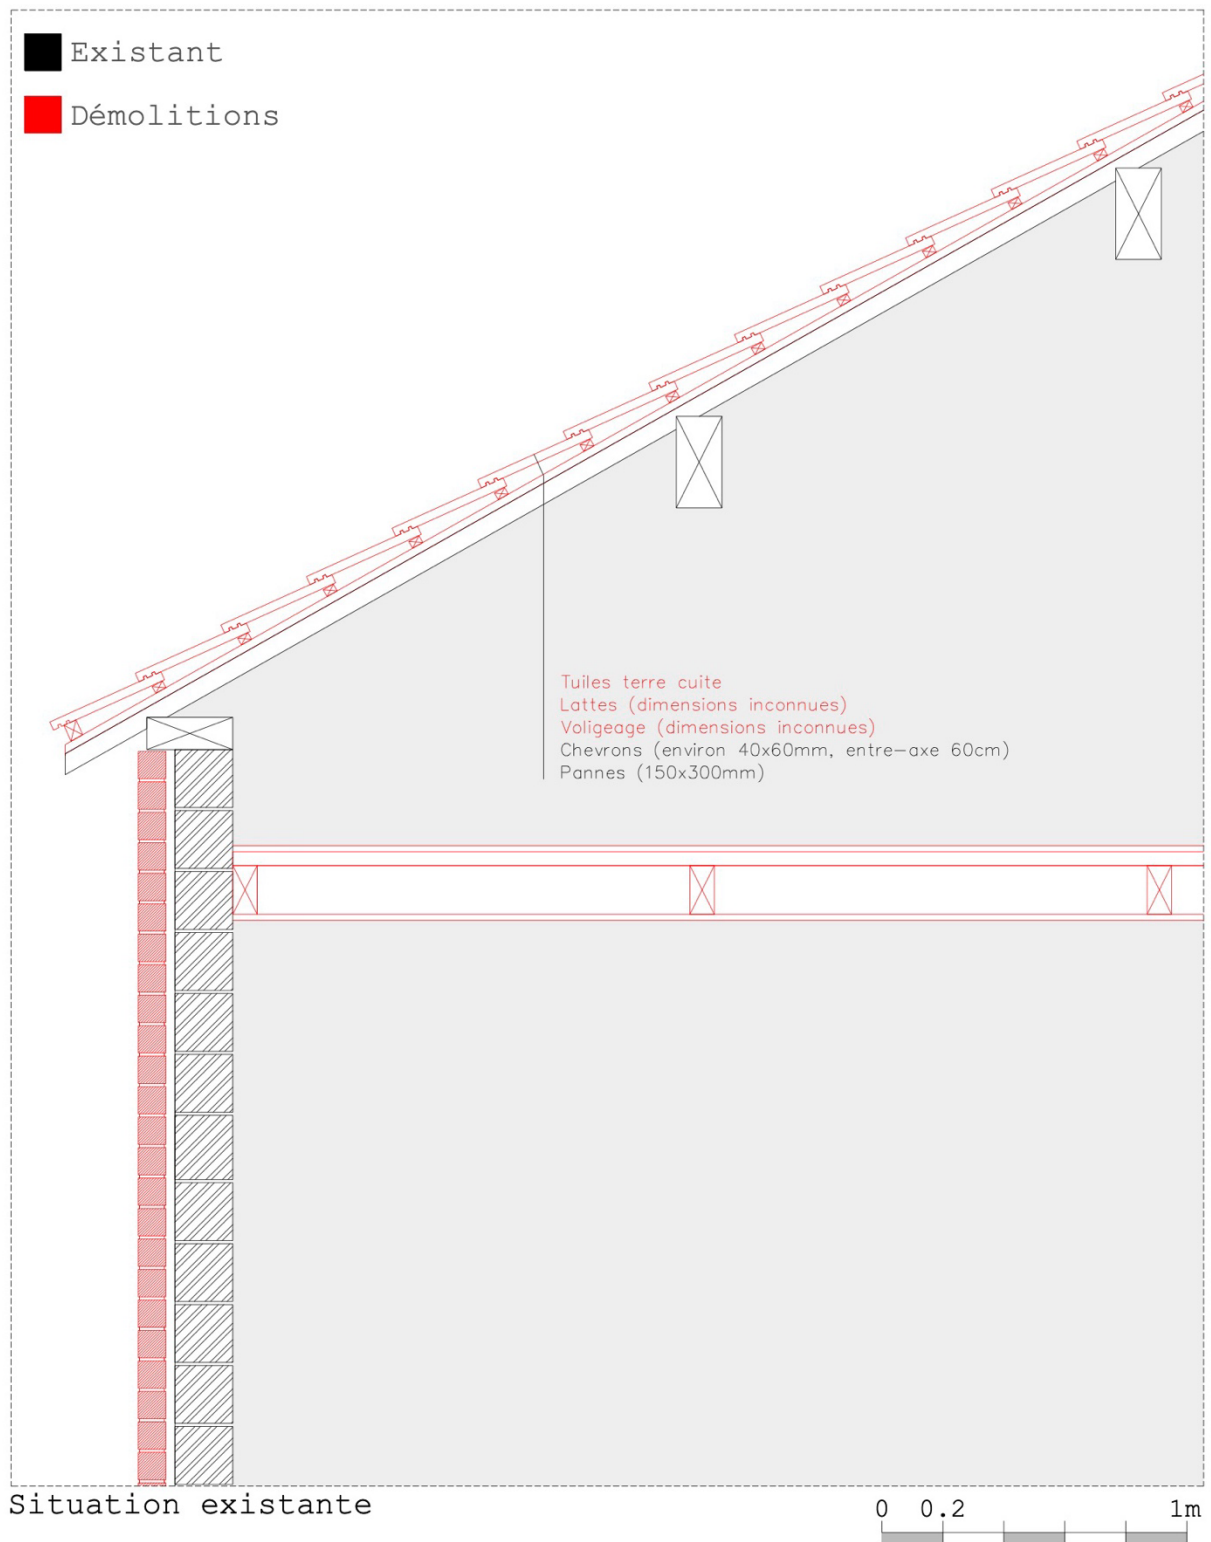 Existant
Démolitions
Tuiles terre cuite
Lattes (dimensions inconnues)
Voligeage (dimensions inconnues)
Chevrons (environ 40x60mm, entre-axe 60cm)
Pannes (150x300mm)
Situation existante
0 0.2 1m